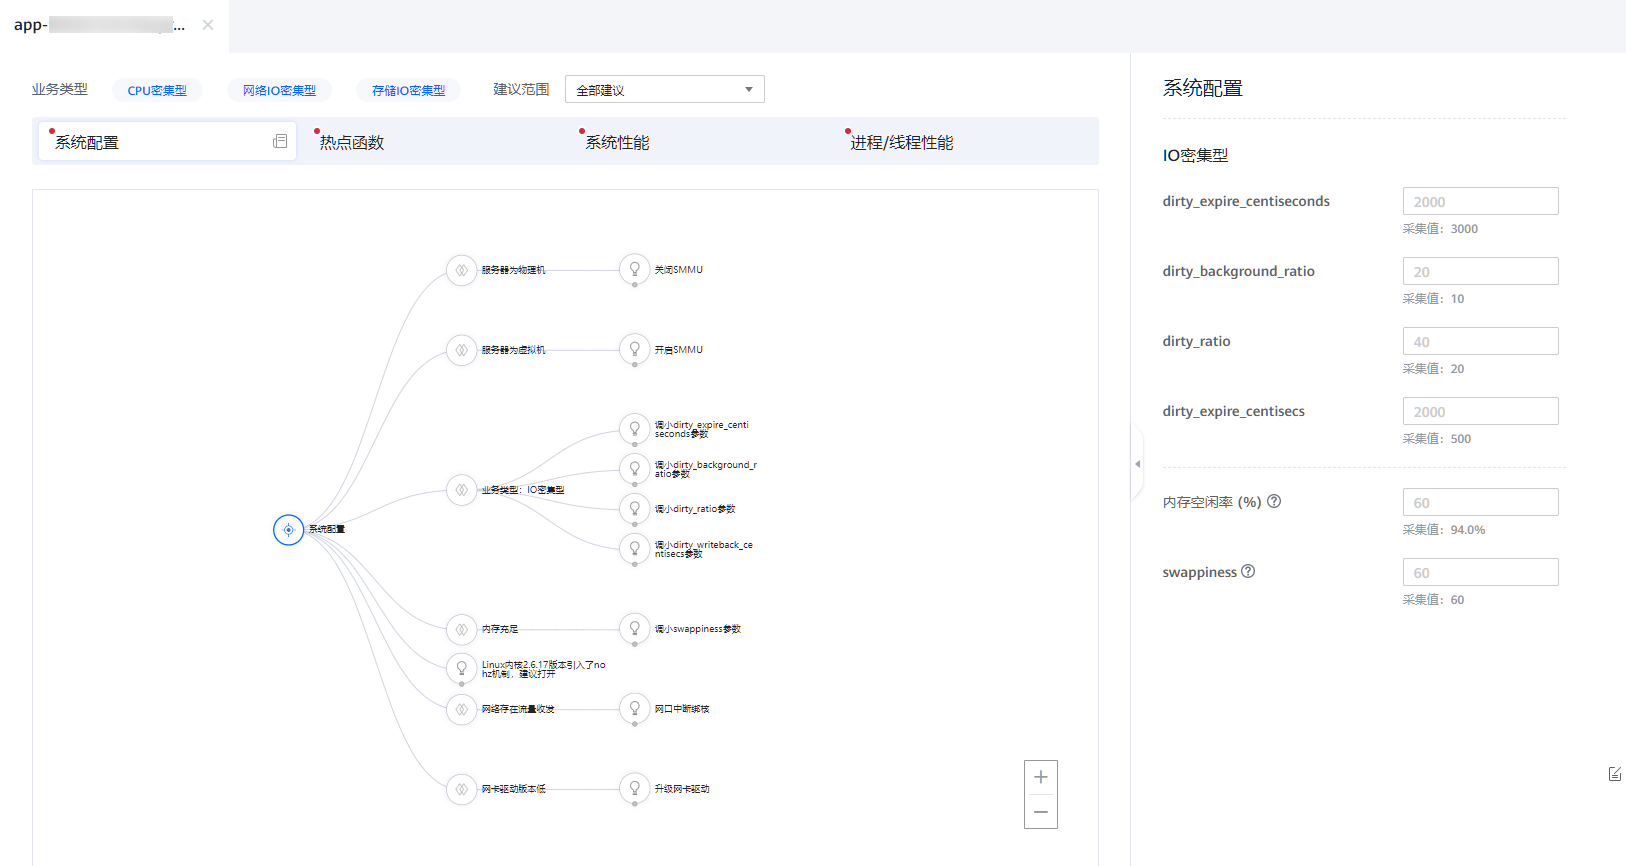 app-
...
业务类型 CPU密集型 网络IO密集型 存储IO密集型 建议范围 全部建议
系统配置 热点函数 系统性能 进程/线程性能
系统配置
服务器为物理机 关闭SMMU
服务器为虚拟机 开启SMMU
业务类型：IO密集型
调小dirty_expire_centi
seconds参数
调小dirty_background_r
atio参数
调小dirty_ratio参数
调小dirty_writeback_ce
ntisecs参数
内存充足 调小swappiness参数
Linux内核2.6.17版本引入了no
hz机制，建议打开
网络存在流量收发 网口中断绑核
网卡驱动版本低 升级网卡驱动
系统配置
IO密集型
dirty_expire_centiseconds 2000
采集值：3000
dirty_background_ratio 20
采集值：10
dirty_ratio 40
采集值：20
dirty_expire_centisecs 2000
采集值：500
内存空闲率 (%) 60
采集值：94.0%
swappiness 60
采集值：60